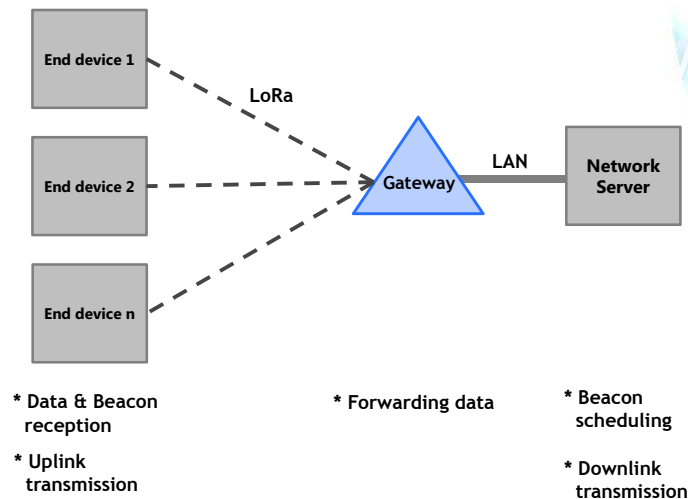 End device 1
LoRa
End device 2
Gateway
LAN
Network
Server
End device n
* Data & Beacon
reception
* Uplink
transmission
* Forwarding data
* Beacon
scheduling
* Downlink
transmission